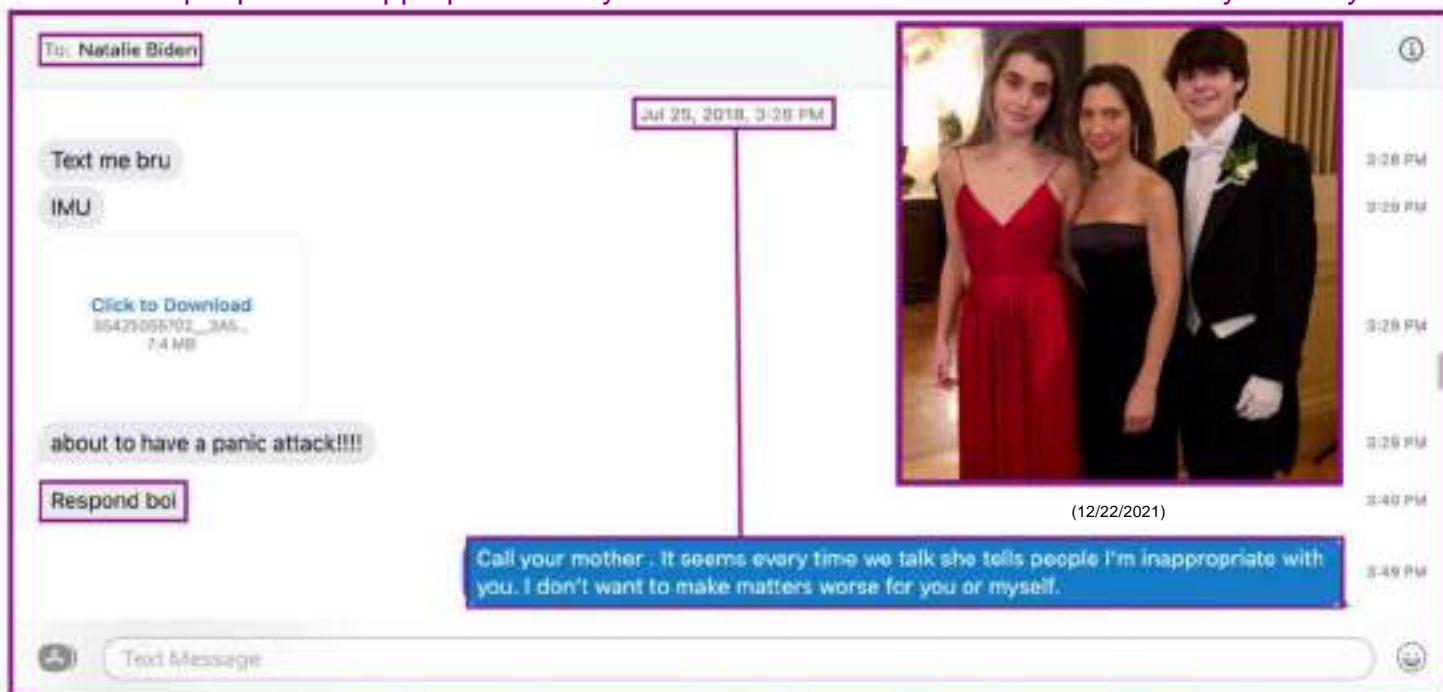 To: Natalie Biden
Jul 25, 2018, 3:28 PM
Text me bru
3:28 PM
IMU
3:29 PM
Click to Download
7.4 MB
3:29 PM
about to have a panic attack!!!!
3:29 PM
Respond boi
3:40 PM
(12/22/2021)
Call your mother . It seems every time we talk she tells people I'm inappropriate with
you. I don't want to make matters worse for you or myself.
3:49 PM
Text Message